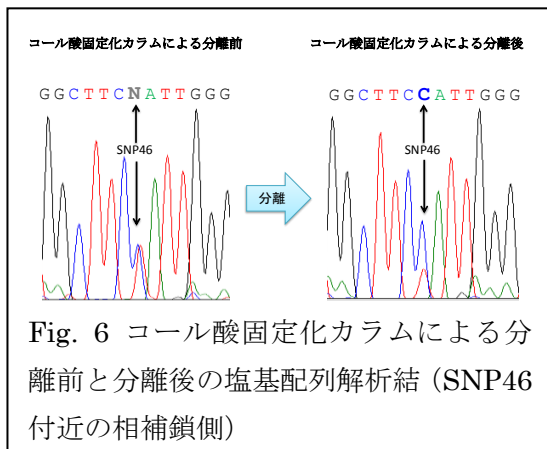 コール酸固定化カラムによる分離前
コール酸固定化カラムによる分離後
GGCTTCNATTGGG
GGCTTCCATTGGG
SNP46
SNP46
分離
Fig. 6 コール酸固定化カラムによる分
離前と分離後の塩基配列解析結（SNP46
付近の相補鎖側）